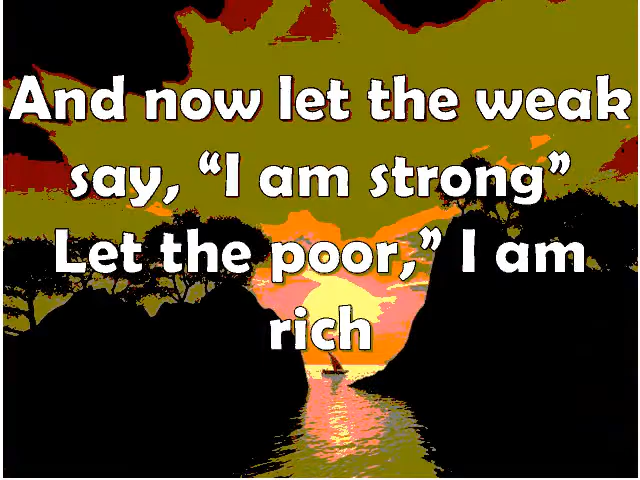 And now let the weak
say, “I am strong”
Let the poor,” I am
rich